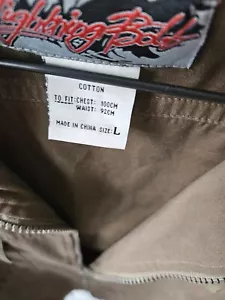 Lightning Bolt
COTTON
TO FIT: CHEST: 100CM
WAIST: 92CM
MADE IN CHINA SIZE: L